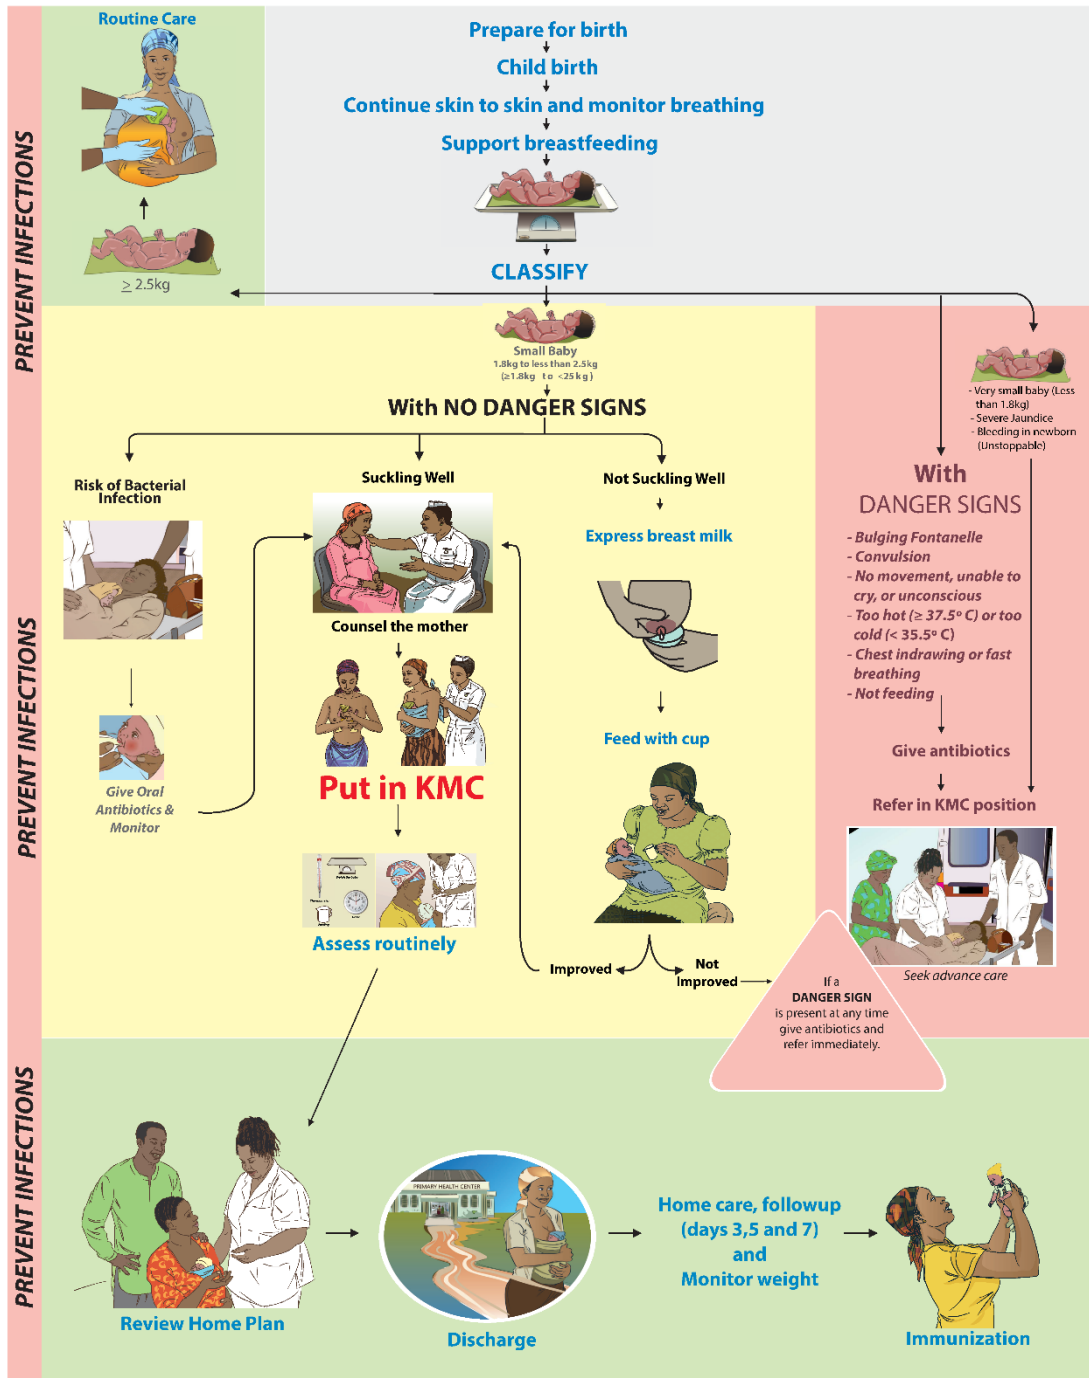 PREVENT INFECTIONS
Routine Care
≥ 2.5kg
Prepare for birth
Child birth
Continue skin to skin and monitor breathing
Support breastfeeding
CLASSIFY
PREVENT INFECTIONS
Small Baby
1.8kg to less than 2.5kg
(≥1.8kg to <25kg)
With NO DANGER SIGNS
Risk of Bacterial
Infection
Give Oral
Antibiotics &
Monitor
Suckling Well
Counsel the mother
Put in KMC
Assess routinely
Not Suckling Well
Express breast milk
Feed with cup
Improved
Not
Improved
- Very small baby (Less
than 1.8kg)
- Severe Jaundice
- Bleeding in newborn
(Unstoppable)
With
DANGER SIGNS
- Bulging Fontanelle
- Convulsion
- No movement, unable to
cry, or unconscious
- Too hot (≥ 37.5º C) or too
cold (< 35.5º C)
- Chest indrawing or fast
breathing
- Not feeding
Give antibiotics
Refer in KMC position
Seek advance care
If a
DANGER SIGN
is present at any time
give antibiotics and
refer immediately.
PREVENT INFECTIONS
Review Home Plan
PRIMARY HEALTH CENTER
Discharge
Home care, followup
(days 3,5 and 7)
and
Monitor weight
Immunization